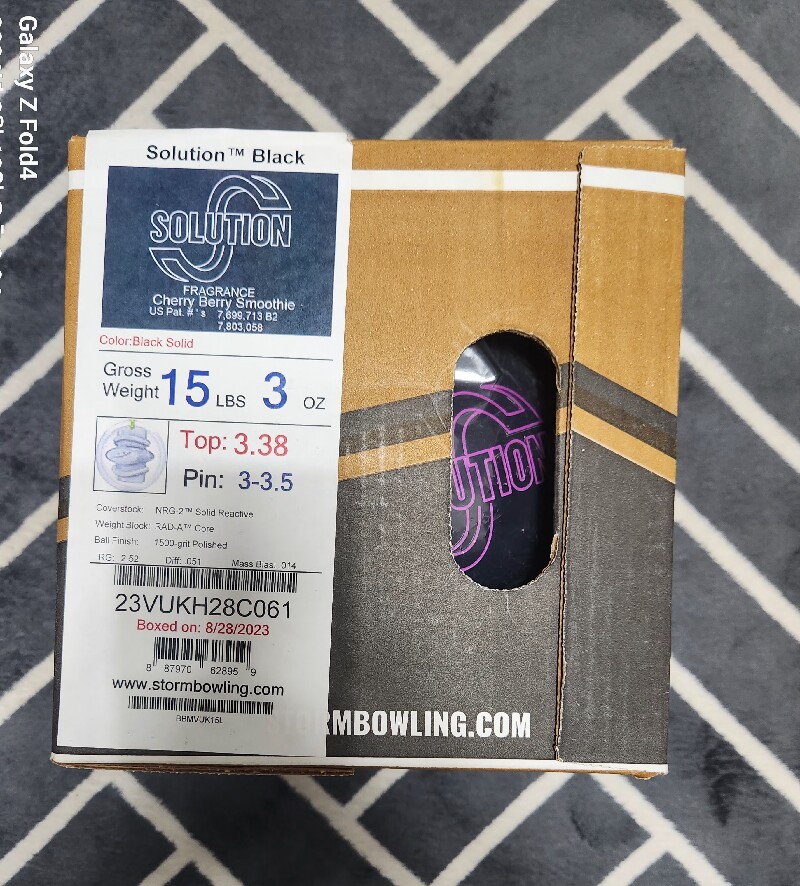 Galaxy Z Fold4
Solution™ Black
SOLUTION
FRAGRANCE
Cherry Berry Smoothie
US Pat. #'s 7,699,713 B2
7,803,058
Color:Black Solid
Gross Weight 15 LBS 3 OZ
Top: 3.38
Pin: 3-3.5
Coverstock: NRG-2™ Solid Reactive
Weight Block: RAD-A™ Core
Ball Finish: 1500-grit Polished
RG: 2.52 Diff: .051 Mass Bias: .014
23VUKH28C061
Boxed on: 8/28/2023
8 87970 62895 9
www.stormbowling.com
BBMVUK15L
UTION
STORMBOWLING.COM